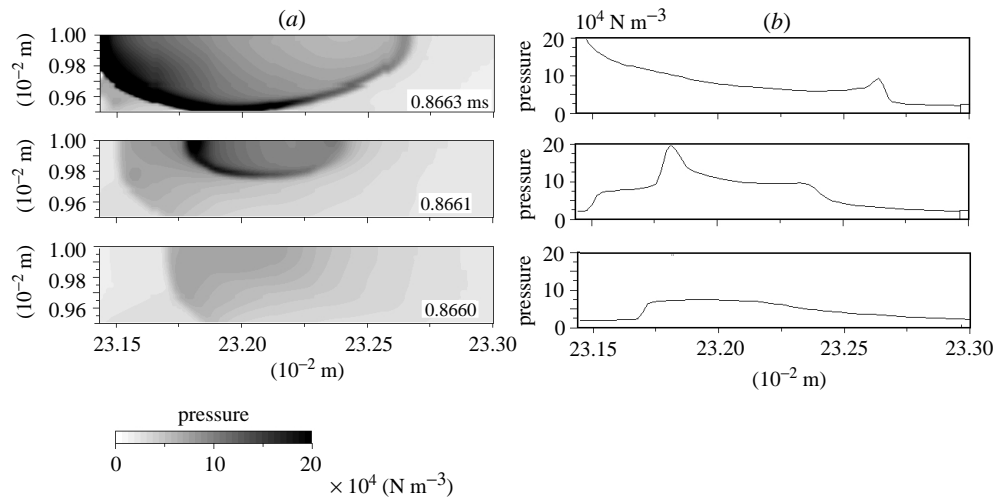 (a)
1.00
0.98
0.96
(10⁻² m)
0.8663 ms
1.00
0.98
0.96
(10⁻² m)
0.8661
1.00
0.98
0.96
(10⁻² m)
0.8660
23.15 23.20 23.25 23.30
(10⁻² m)
pressure
0 10 20
× 10⁴ (N m⁻³)
10⁴ N m⁻³ (b)
20
10
0
pressure
20
10
0
pressure
20
10
0
pressure
23.15 23.20 23.25 23.30
(10⁻² m)